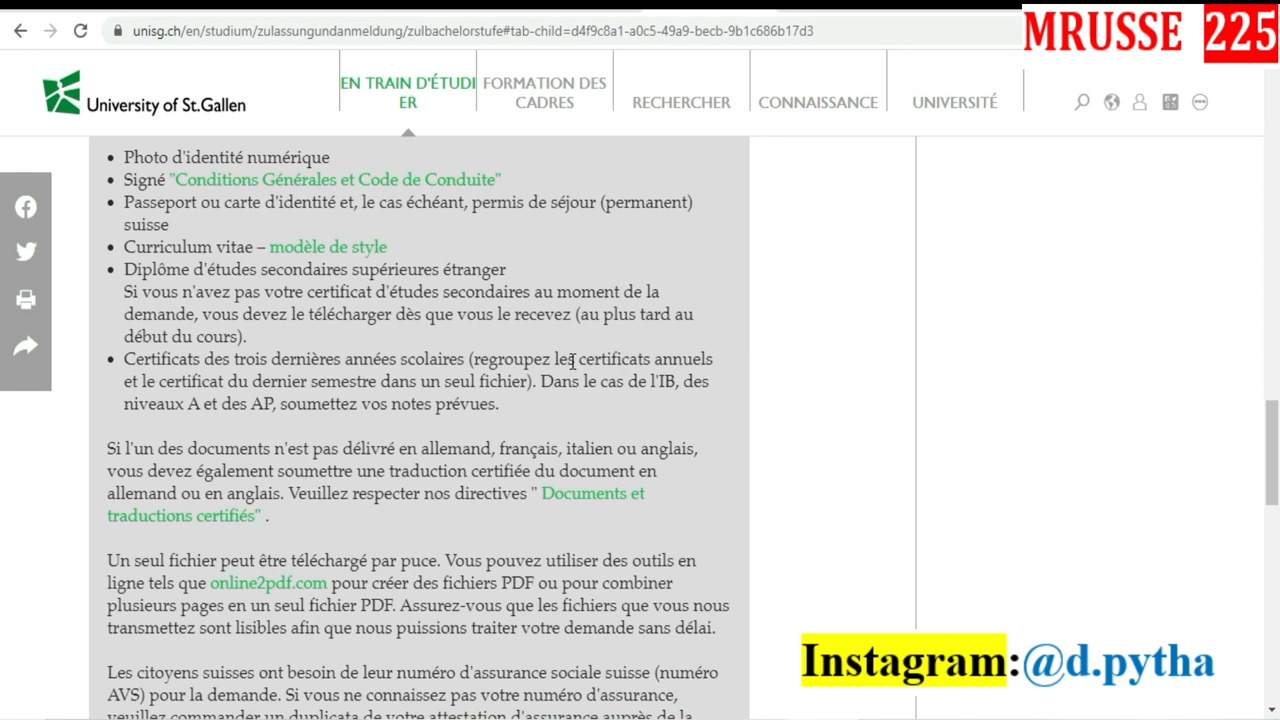 unisg.ch/en/studium/zulassungundanmeldung/zulbachelorstufe#tab-child=d4f9c8a1-a0c5-49a9-becb-9b1c686b17d3
MRUSSE 225
University of St.Gallen
EN TRAIN D'ÉTUDI
ER
FORMATION DES
CADRES
RECHERCHER
CONNAISSANCE
UNIVERSITÉ
• Photo d'identité numérique
• Signé "Conditions Générales et Code de Conduite"
• Passeport ou carte d'identité et, le cas échéant, permis de séjour (permanent)
suisse
• Curriculum vitae – modèle de style
• Diplôme d'études secondaires supérieures étranger
Si vous n'avez pas votre certificat d'études secondaires au moment de la
demande, vous devez le télécharger dès que vous le recevez (au plus tard au
début du cours).
• Certificats des trois dernières années scolaires (regroupez les certificats annuels
et le certificat du dernier semestre dans un seul fichier). Dans le cas de l'IB, des
niveaux A et des AP, soumettez vos notes prévues.
Si l'un des documents n'est pas délivré en allemand, français, italien ou anglais,
vous devez également soumettre une traduction certifiée du document en
allemand ou en anglais. Veuillez respecter nos directives " Documents et
traductions certifiés" .
Un seul fichier peut être téléchargé par puce. Vous pouvez utiliser des outils en
ligne tels que online2pdf.com pour créer des fichiers PDF ou pour combiner
plusieurs pages en un seul fichier PDF. Assurez-vous que les fichiers que vous nous
transmettez sont lisibles afin que nous puissions traiter votre demande sans délai.
Les citoyens suisses ont besoin de leur numéro d'assurance sociale suisse (numéro
AVS) pour la demande. Si vous ne connaissez pas votre numéro d'assurance,
veuillez commander un duplicata de votre attestation d'assurance auprès de la
Instagram:@d.pytha